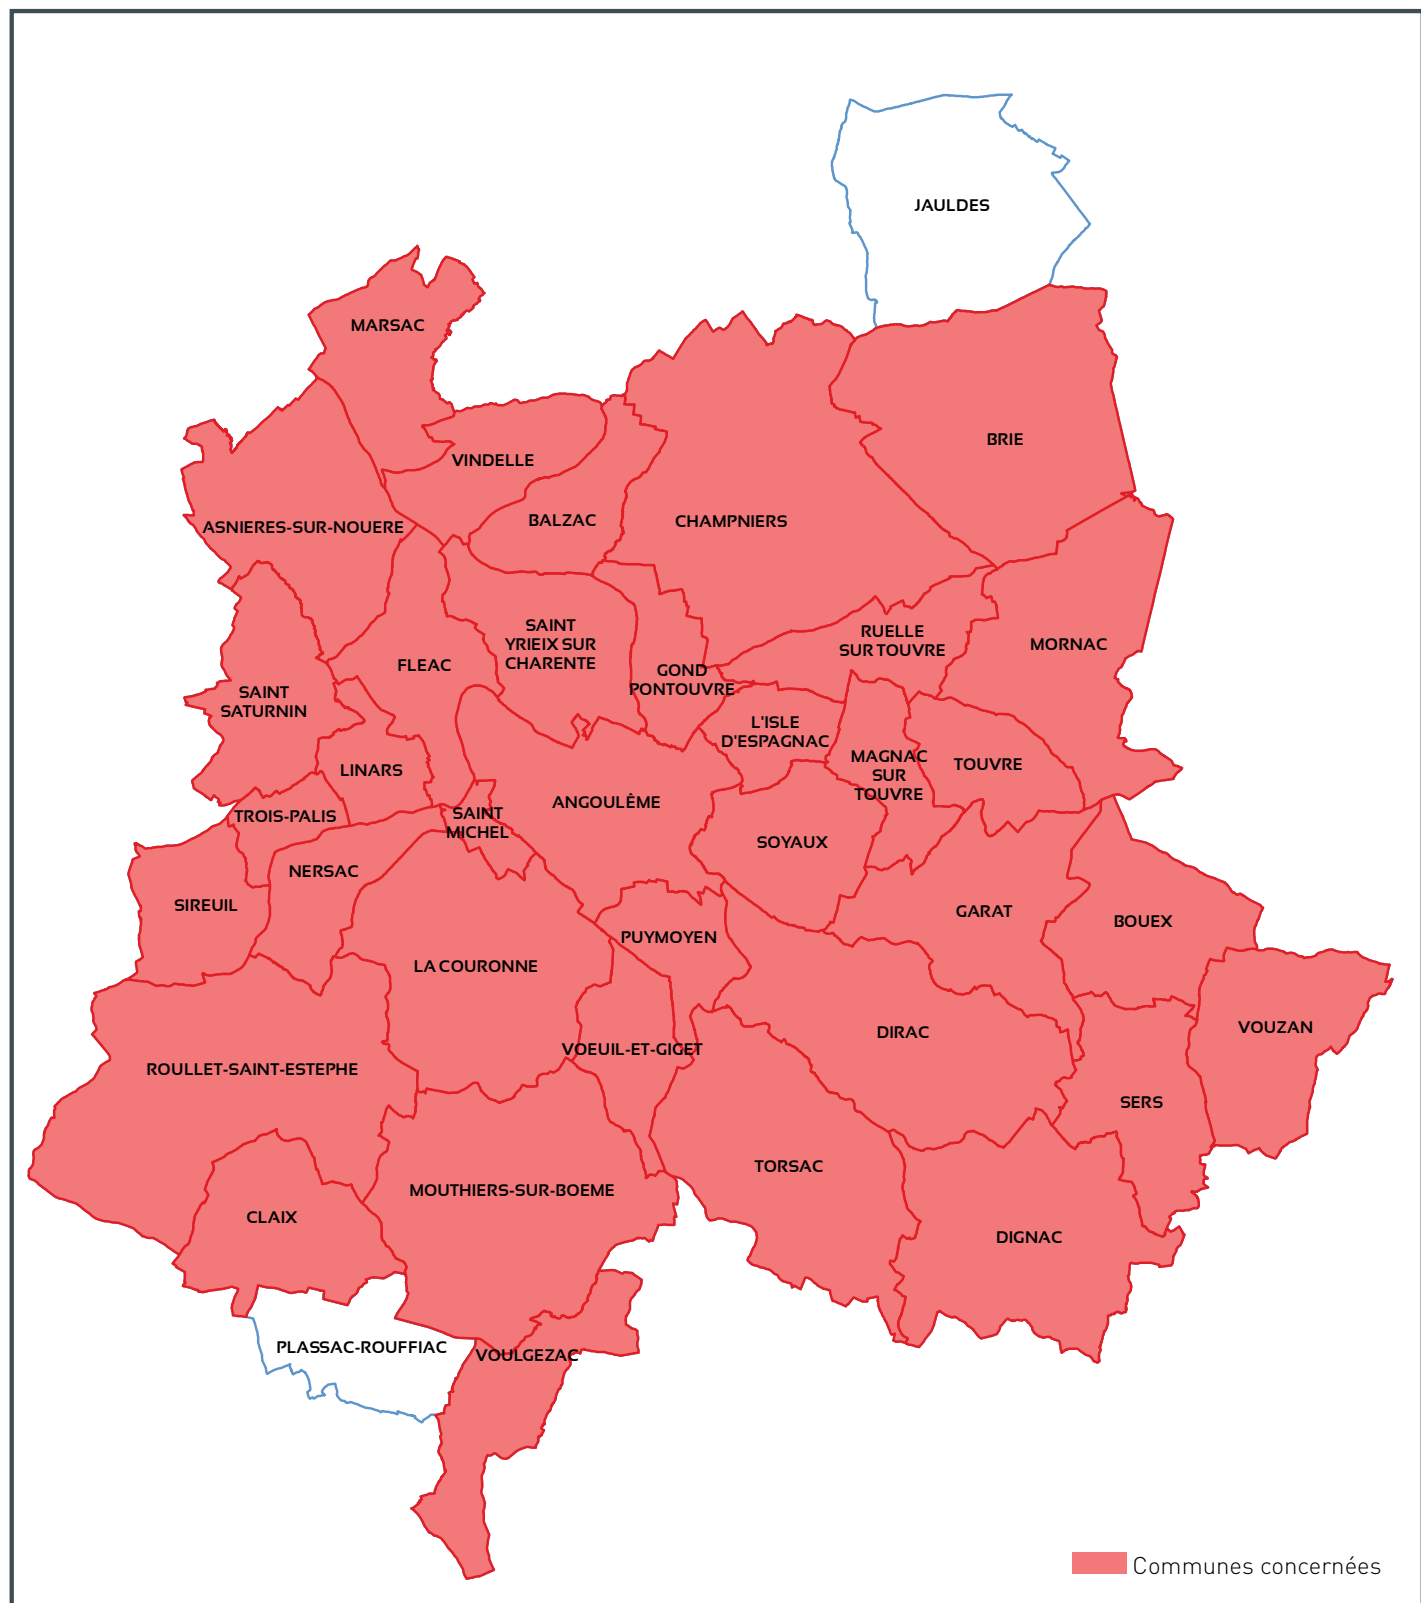 JAULDES
MARSAC
BRIE
VINDELLE
BALZAC
CHAMPNIERS
ASNIERES-SUR-NOUERE
SAINT
YRIEIX SUR
CHARENTE
RUELLE
SUR TOUVRE
MORNAC
FLEAC
GOND
PONTOUVRE
SAINT
SATURNIN
L'ISLE
D'ESPAGNAC
MAGNAC
SUR
TOUVRE
TOUVRE
LINARS
ANGOULÊME
TROIS-PALIS
SAINT
MICHEL
SOYAUX
NERSAC
SIREUIL
GARAT
BOUEX
PUYMOYEN
LA COURONNE
VOUZAN
DIRAC
VOEUIL-ET-GIGET
ROULLET-SAINT-ESTEPHE
SERS
TORSAC
MOUTHIERS-SUR-BOEME
CLAIX
DIGNAC
PLASSAC-ROUFFIAC
VOULGEZAC
Communes concernées